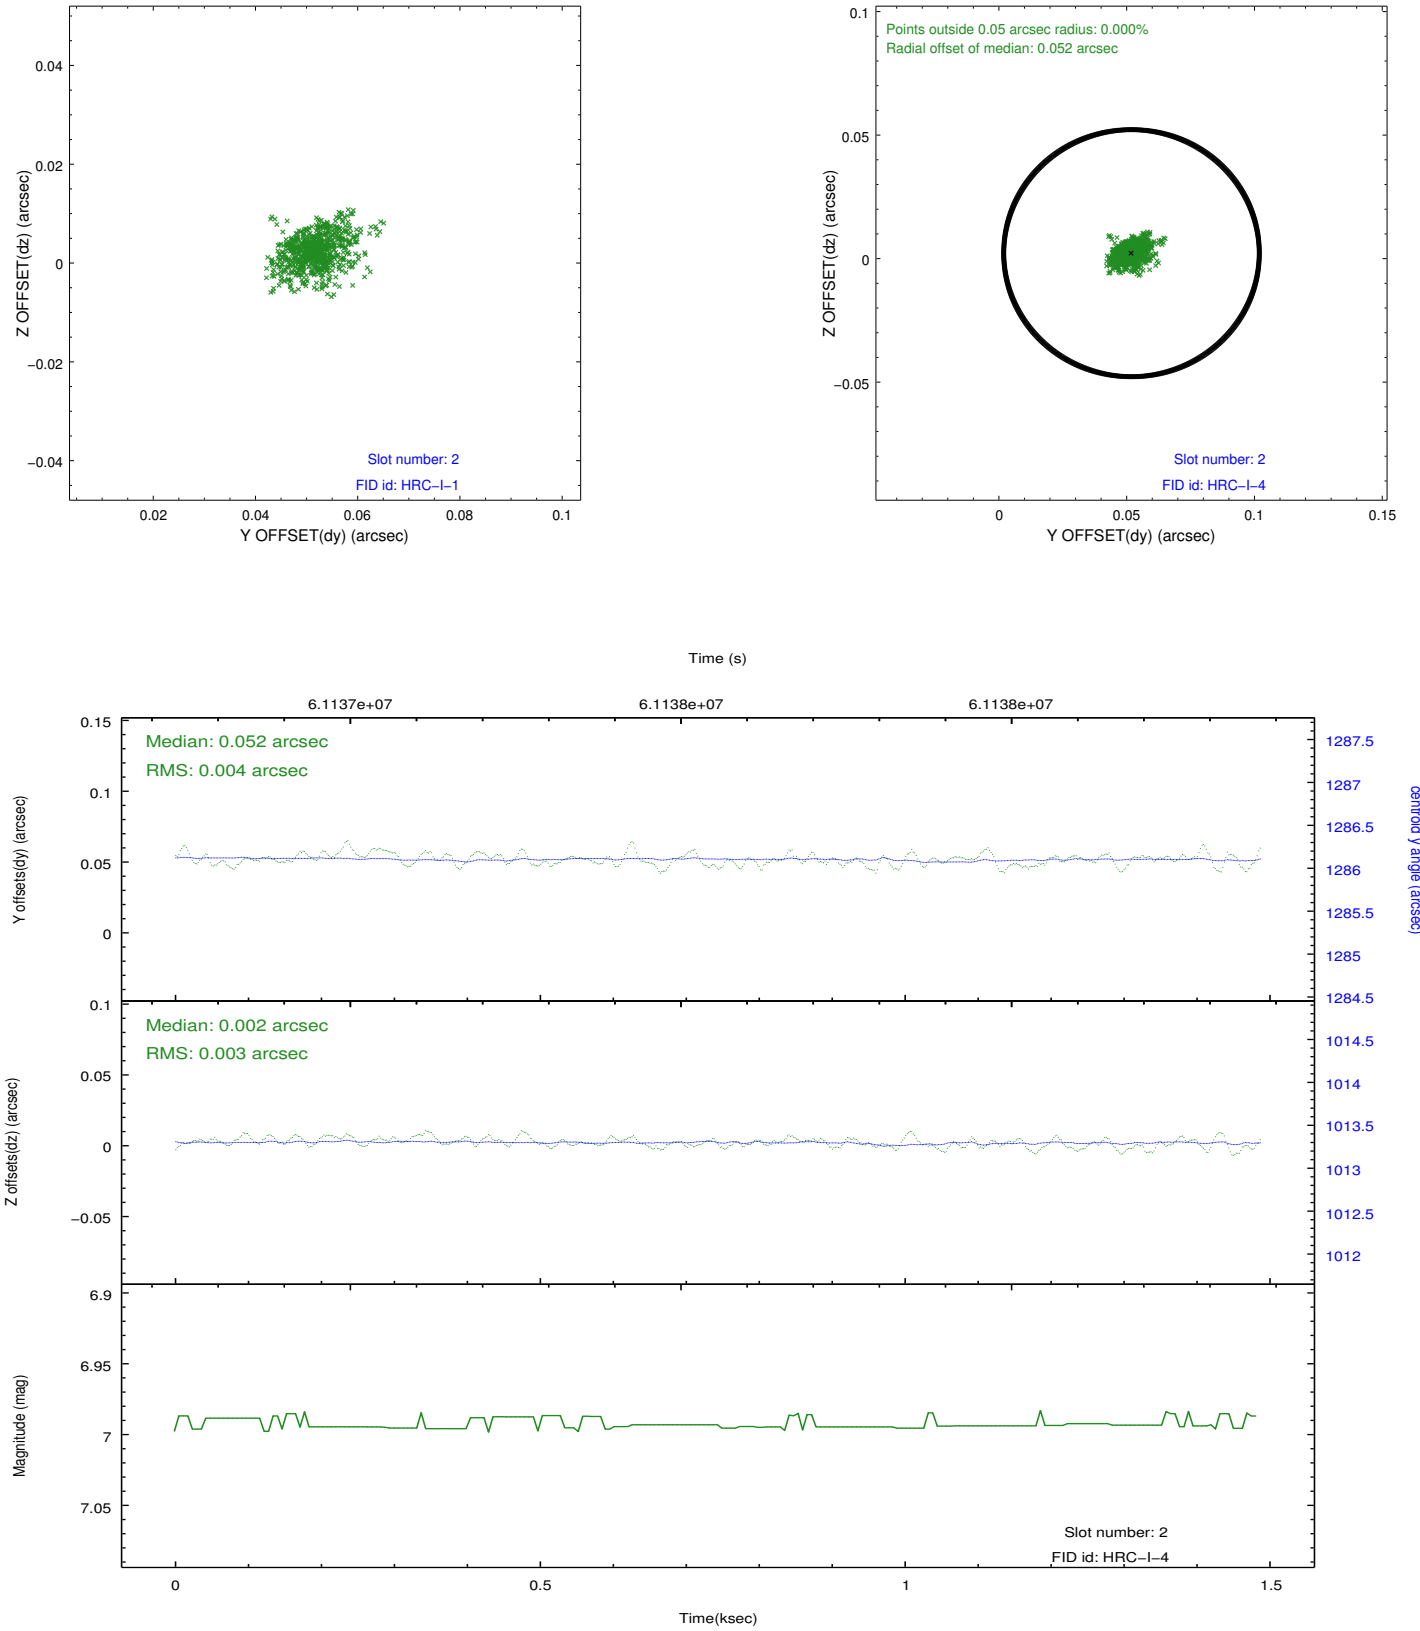 0.04
0.02
0
−0.02
−0.04
Z OFFSET(dz) (arcsec)
Slot number: 2
FID id: HRC−I−1
0.02 0.04 0.06 0.08 0.1
Y OFFSET(dy) (arcsec)
Points outside 0.05 arcsec radius: 0.000%
Radial offset of median: 0.052 arcsec
0.1
0.05
0
−0.05
Z OFFSET(dz) (arcsec)
Slot number: 2
FID id: HRC−I−4
0 0.05 0.1 0.15
Y OFFSET(dy) (arcsec)
Time (s)
6.1137e+07 6.1138e+07 6.1138e+07
Median: 0.052 arcsec
RMS: 0.004 arcsec
0.15
0.1
0.05
0
Y offsets(dy) (arcsec)
1287.5
1287
1286.5
1286
1285.5
1285
1284.5
centroid y angle (arcsec)
Median: 0.002 arcsec
RMS: 0.003 arcsec
0.1
0.05
0
−0.05
Z offsets(dz) (arcsec)
1014.5
1014
1013.5
1013
1012.5
1012
6.9
6.95
7
7.05
Magnitude (mag)
Slot number: 2
FID id: HRC−I−4
0 0.5 1 1.5
Time(ksec)